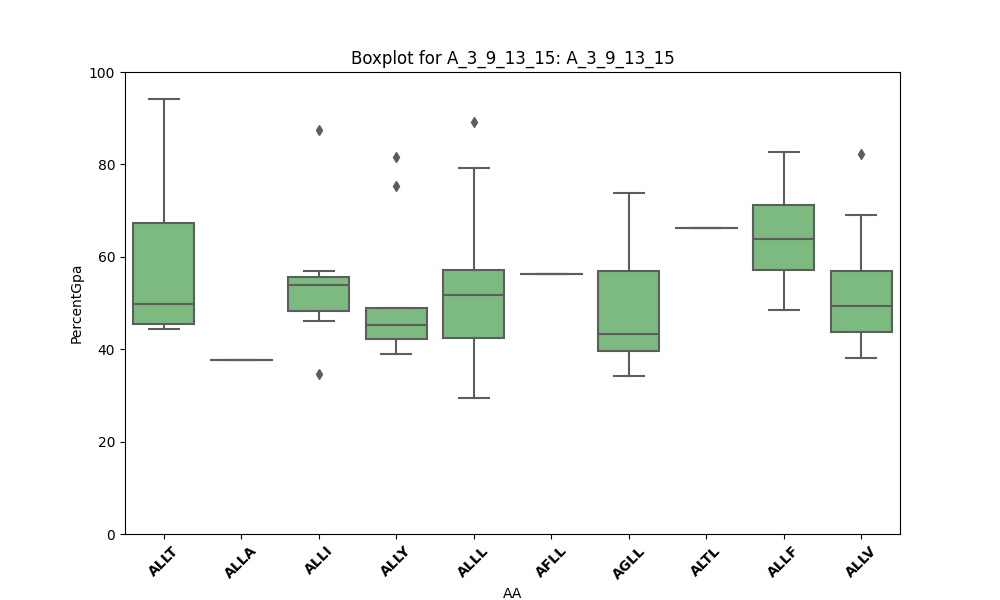 Boxplot for A_3_9_13_15: A_3_9_13_15
100
80
60
40
20
0
PercentGpa
ALLT ALLA ALLI ALLY ALLL AFLL AGLL ALTL ALLF ALLV
AA